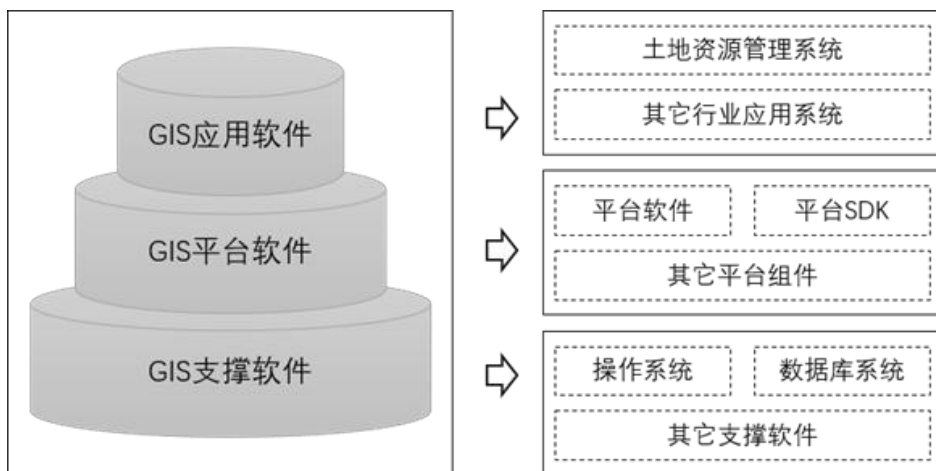 GIS应用软件
土地资源管理系统
其它行业应用系统
GIS平台软件
平台软件 平台SDK
其它平台组件
GIS支撑软件
操作系统 数据库系统
其它支撑软件